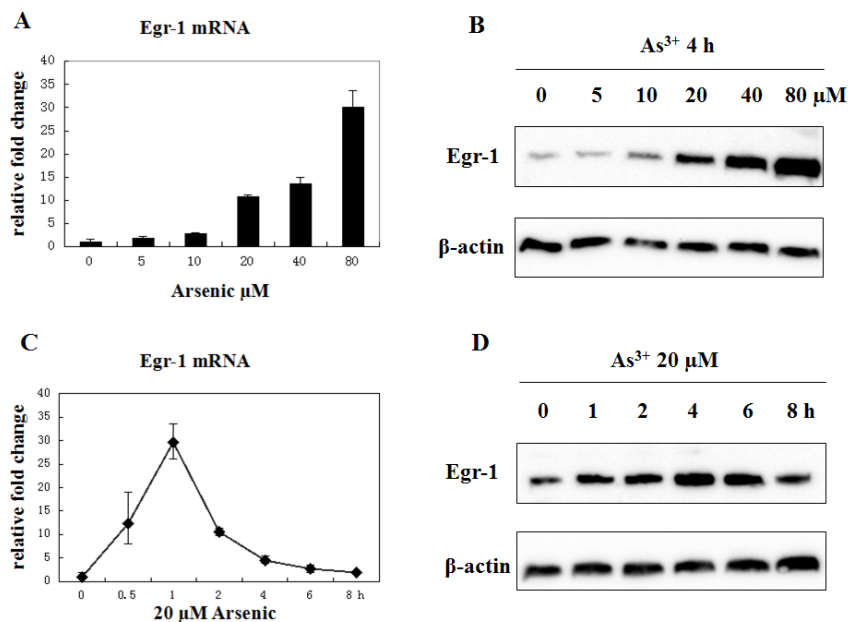 A
Egr-1 mRNA
relative fold change
40
35
30
25
20
15
10
5
0
0 5 10 20 40 80
Arsenic μM
B
As³⁺ 4 h
0 5 10 20 40 80 μM
Egr-1
β-actin
C
Egr-1 mRNA
relative fold change
40
35
30
25
20
15
10
5
0
0 0.5 1 2 4 6 8 h
20 μM Arsenic
D
As³⁺ 20 μM
0 1 2 4 6 8 h
Egr-1
β-actin